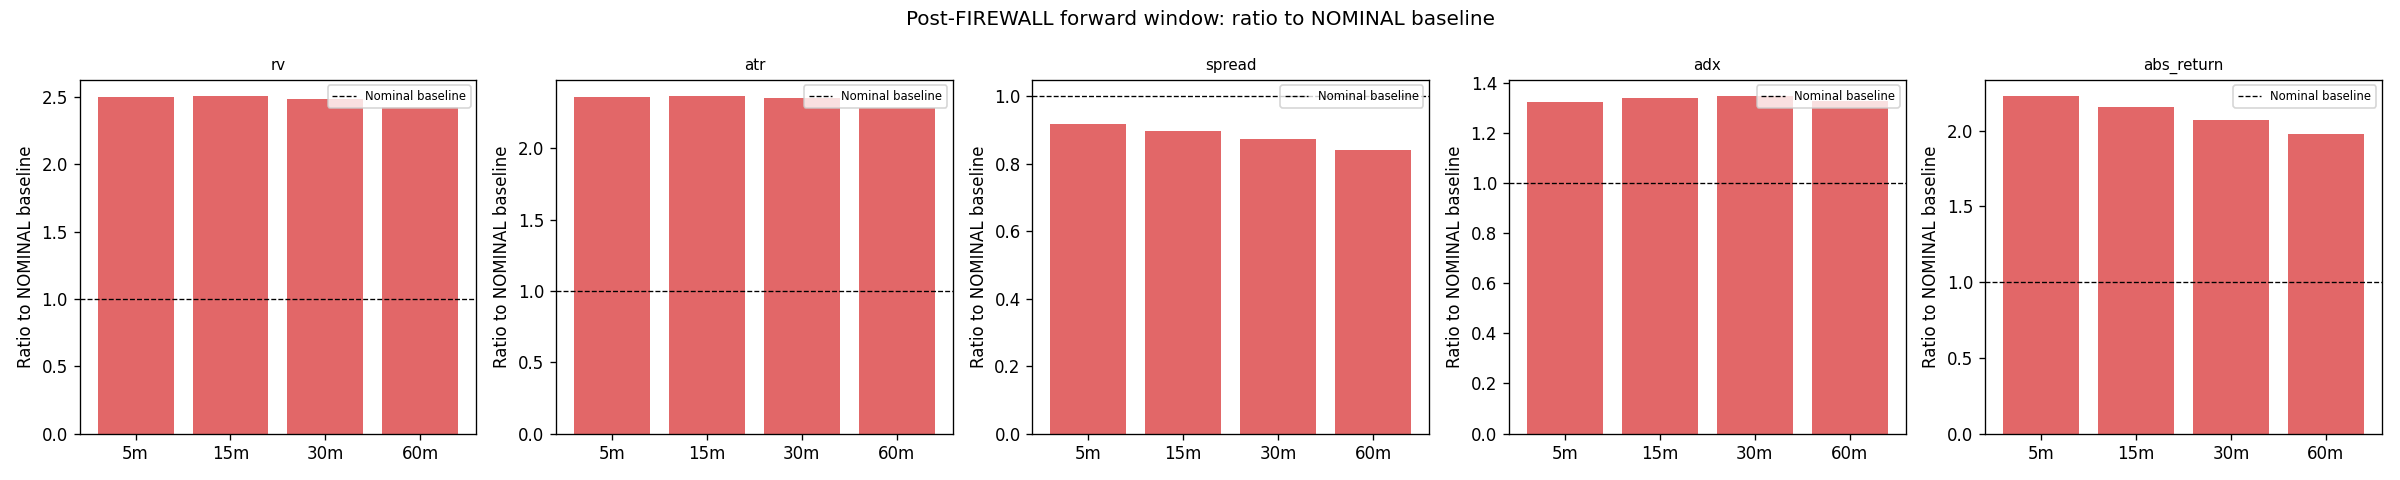 Post-FIREWALL forward window: ratio to NOMINAL baseline
rv
Ratio to NOMINAL baseline
2.5
2.0
1.5
1.0
0.5
0.0
Nominal baseline
5m 15m 30m 60m
atr
Ratio to NOMINAL baseline
2.0
1.5
1.0
0.5
0.0
Nominal baseline
5m 15m 30m 60m
spread
Ratio to NOMINAL baseline
1.0
0.8
0.6
0.4
0.2
0.0
Nominal baseline
5m 15m 30m 60m
adx
Ratio to NOMINAL baseline
1.4
1.2
1.0
0.8
0.6
0.4
0.2
0.0
Nominal baseline
5m 15m 30m 60m
abs_return
Ratio to NOMINAL baseline
2.0
1.5
1.0
0.5
0.0
Nominal baseline
5m 15m 30m 60m